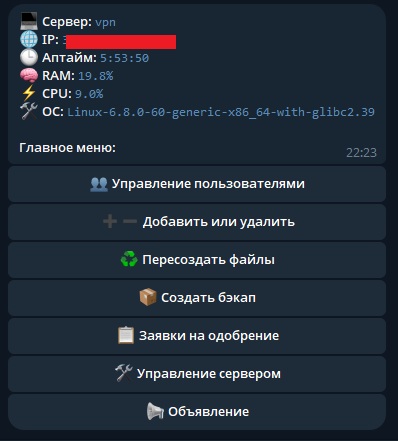 Сервер: vpn
IP:
Аптайм: 5:53:50
RAM: 19.8%
CPU: 9.0%
ОС: Linux-6.8.0-60-generic-x86_64-with-glibc2.39
Главное меню:
22:23
Управление пользователями
Добавить или удалить
Пересоздать файлы
Создать бэкап
Заявки на одобрение
Управление сервером
Объявление